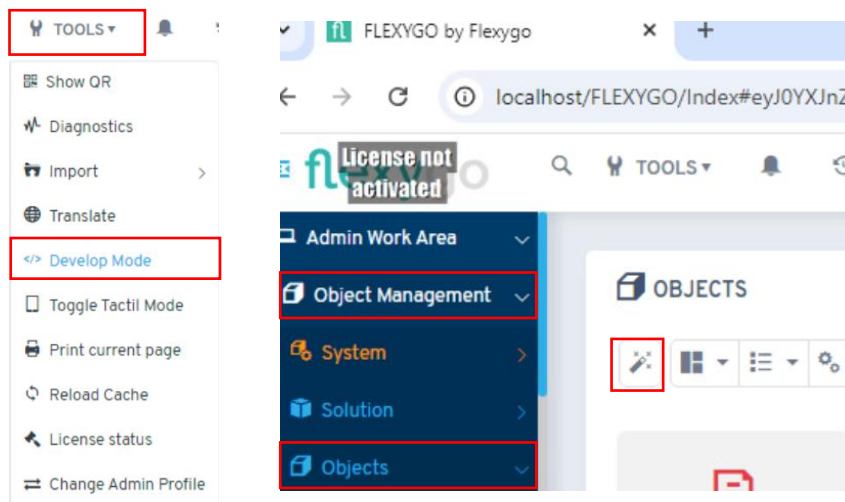 TOOLS
Show QR
Diagnostics
Import
Translate
Develop Mode
Toggle Tactil Mode
Print current page
Reload Cache
License status
Change Admin Profile
FLEXYGO by Flexygo
localhost/FLEXYGO/Index#eyJ0YXJnZ
flexygo
License not
activated
TOOLS
Admin Work Area
Object Management
System
Solution
Objects
OBJECTS